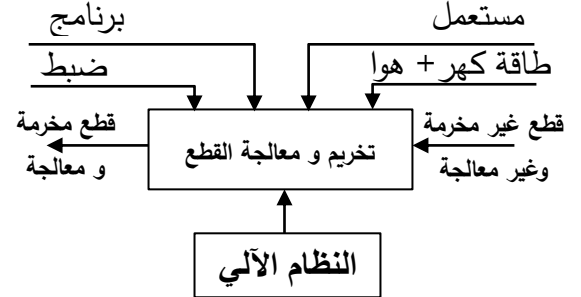 مستعمل
برنامج
طاقة كهر + هوا
ضبط
قطع غير مخرمة
وغير معالجة
تخريم و معالجة القطع
قطع مخرمة
و معالجة
النظام الآلي